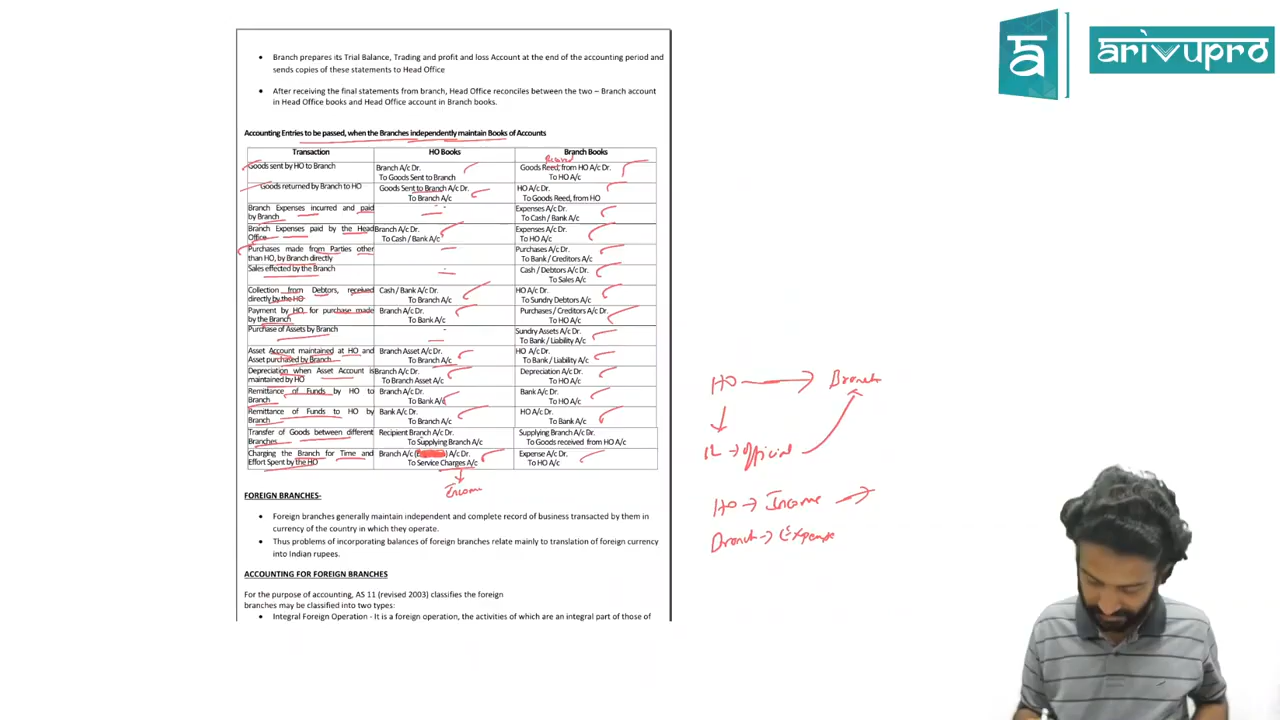 ARIVUPRO
Branch prepares its Trial Balance, Trading and profit and loss Account at the end of the accounting period and
sends copies of these statements to Head Office
After receiving the final statements from branch, Head Office reconciles between the two – Branch account
in Head Office books and Head Office account in Branch books.
Accounting Entries to be passed, when the Branches independently maintain Books of Accounts
Transaction HO Books Branch Books
Goods sent by HO to Branch Branch A/c Dr. Goods Recd. from HO A/c Dr.
To Goods Sent to Branch To HO A/c
Goods returned by Branch to HO Goods Sent to Branch A/c Dr. HO A/c Dr.
To Branch A/c To Goods Recd. from HO
Branch Expenses incurred and paid - Expenses A/c Dr.
by Branch To Cash / Bank A/c
Branch Expenses paid by the Head Branch A/c Dr. Expenses A/c Dr.
Office To Cash / Bank A/c To HO A/c
Purchases made from Parties other Purchases A/c Dr.
than HO, by Branch directly To Bank / Creditors A/c
Sales effected by the Branch - Cash / Debtors A/c Dr.
To Sales A/c
Collection from Debtors, received Cash / Bank A/c Dr. HO A/c Dr.
directly by the HO To Branch A/c To Sundry Debtors A/c
Payment by HO for purchase made Branch A/c Dr. Purchases / Creditors A/c Dr.
by the Branch To Bank A/c To HO A/c
Purchase of Assets by Branch - Sundry Assets A/c Dr.
To Bank / Liability A/c
Asset Account maintained at HO and Branch Asset A/c Dr. HO A/c Dr.
Asset purchased by Branch To Branch A/c To Bank / Liability A/c
Depreciation when Asset Account is Branch A/c Dr. Depreciation A/c Dr.
maintained by HO To Branch Asset A/c To HO A/c
Remittance of Funds by HO to Branch A/c Dr. Bank A/c Dr.
Branch To Bank A/c To HO A/c
Remittance of Funds to HO by Bank A/c Dr. HO A/c Dr.
Branch To Branch A/c To Bank A/c
Transfer of Goods between different Recipient Branch A/c Dr. Supplying Branch A/c Dr.
Branches To Supplying Branch A/c To Goods received from HO A/c
Charging the Branch for Time and Branch A/c ( ) A/c Dr. Expense A/c Dr.
Effort Spent by the HO To Service Charges A/c To HO A/c
Income
HO → Branch
→ Official
HO → Income →
Branch → Expense
FOREIGN BRANCHES-
Foreign branches generally maintain independent and complete record of business transacted by them in
currency of the country in which they operate.
Thus problems of incorporating balances of foreign branches relate mainly to translation of foreign currency
into Indian rupees.
ACCOUNTING FOR FOREIGN BRANCHES
For the purpose of accounting, AS 11 (revised 2003) classifies the foreign
branches may be classified into two types:
Integral Foreign Operation - It is a foreign operation, the activities of which are an integral part of those of